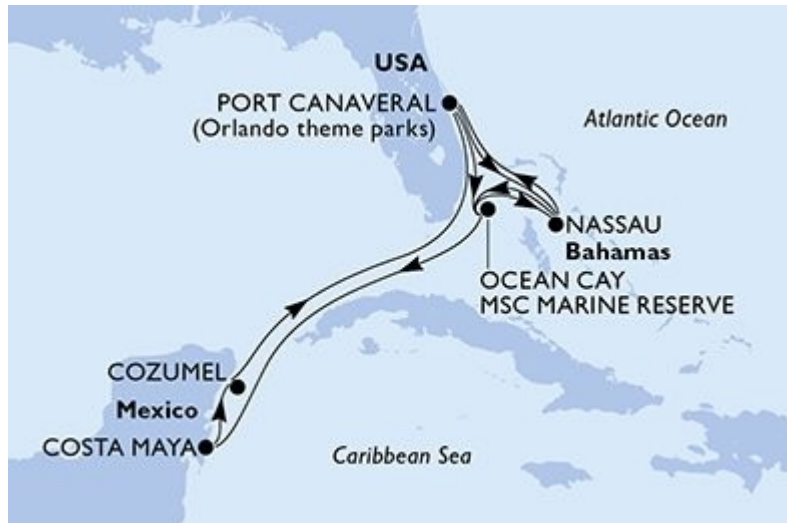 USA
PORT CANAVERAL
(Orlando theme parks)
Atlantic Ocean
NASSAU
Bahamas
OCEAN CAY
MSC MARINE RESERVE
COZUMEL
Mexico
COSTA MAYA
Caribbean Sea